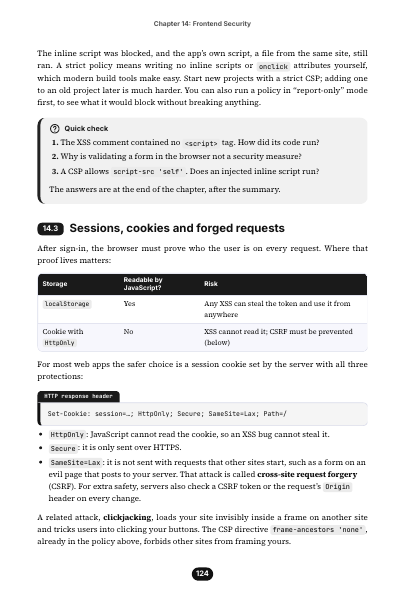 Chapter 14: Frontend Security
The inline script was blocked, and the app's own script, a file from the same site, still
ran. A strict policy means writing no inline scripts or onclick attributes yourself,
which modern build tools make easy. Start new projects with a strict CSP; adding one
to an old project later is much harder. You can also run a policy in “report-only” mode
first, to see what it would block without breaking anything.
Quick check
1. The XSS comment contained no <script> tag. How did its code run?
2. Why is validating a form in the browser not a security measure?
3. A CSP allows script-src 'self'. Does an injected inline script run?
The answers are at the end of the chapter, after the summary.
14.3 Sessions, cookies and forged requests
After sign-in, the browser must prove who the user is on every request. Where that
proof lives matters:
Storage Readable by JavaScript? Risk
localStorage Yes Any XSS can steal the token and use it from
anywhere
Cookie with HttpOnly No XSS cannot read it; CSRF must be prevented
(below)
For most web apps the safer choice is a session cookie set by the server with all three
protections:
HTTP response header
Set-Cookie: session=…; HttpOnly; Secure; SameSite=Lax; Path=/
• HttpOnly: JavaScript cannot read the cookie, so an XSS bug cannot steal it.
• Secure: it is only sent over HTTPS.
• SameSite=Lax: it is not sent with requests that other sites start, such as a form on an
evil page that posts to your server. That attack is called cross-site request forgery
(CSRF). For extra safety, servers also check a CSRF token or the request's Origin
header on every change.
A related attack, clickjacking, loads your site invisibly inside a frame on another site
and tricks users into clicking your buttons. The CSP directive frame-ancestors 'none',
already in the policy above, forbids other sites from framing yours.
124